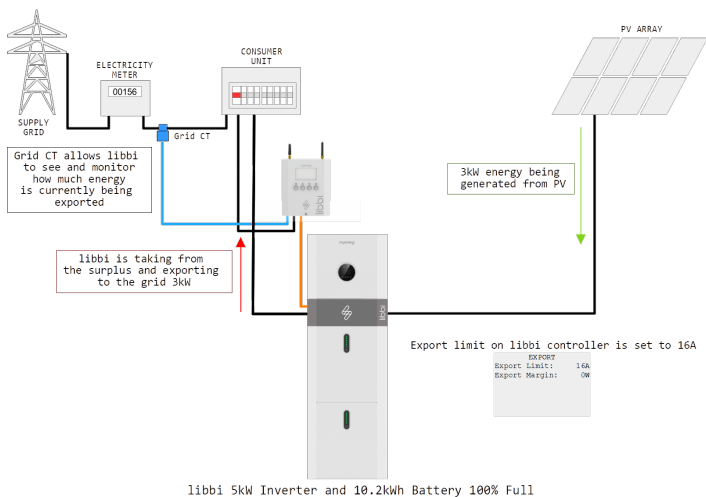 PV ARRAY
CONSUMER
UNIT
ELECTRICITY
METER
00156
SUPPLY
GRID
Grid CT
Grid CT allows libbi
to see and monitor
how much energy
is currently being
exported
3kW energy being
generated from PV
libbi
libbi is taking from
the surplus and exporting
to the grid 3kW
libbi
Export limit on libbi controller is set to 16A
EXPORT
Export Limit: 16A
Export Margin: 0W
libbi 5kW Inverter and 10.2kWh Battery 100% Full